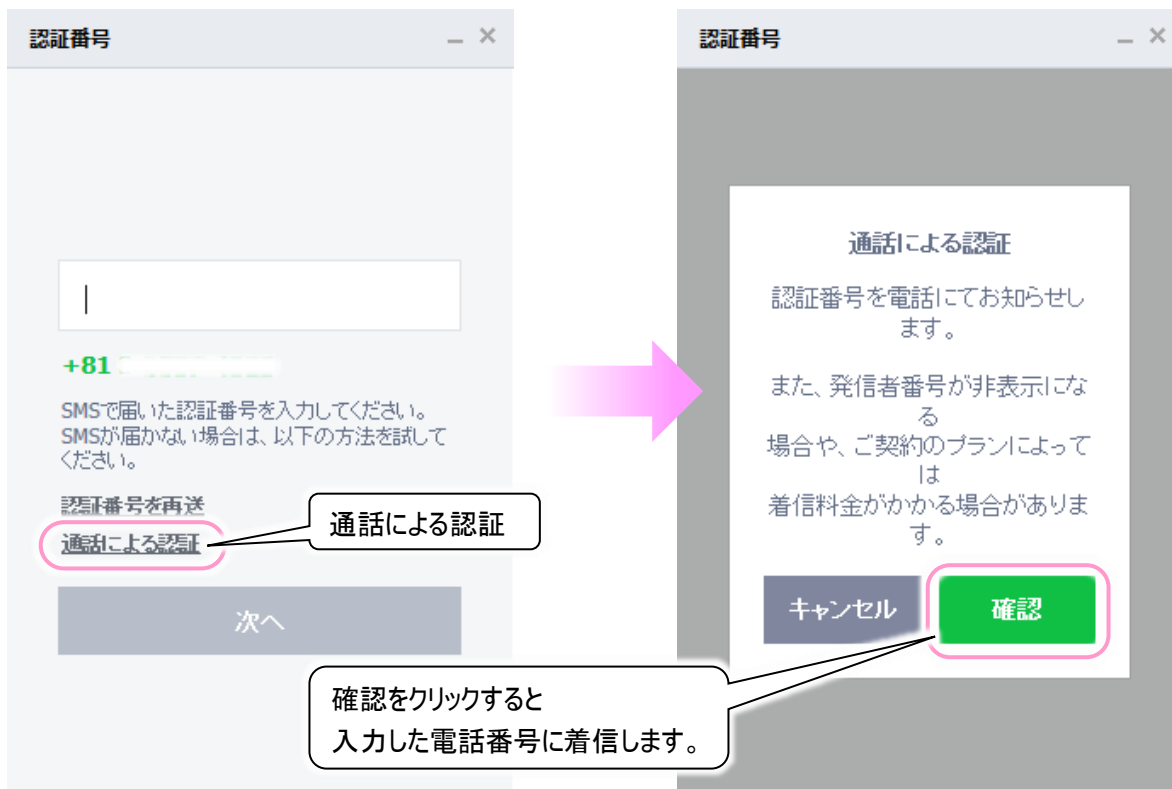 認証番号
+81
SMSで届いた認証番号を入力してください。
SMSが届かない場合は、以下の方法を試して
ください。
認証番号を再送
通話による認証
通話による認証
次へ
認証番号
通話による認証
認証番号を電話にてお知らせし
ます。
また、発信者番号が非表示にな
る
場合や、ご契約のプランによって
は
着信料金がかかる場合がありま
す。
キャンセル
確認
確認をクリックすると
入力した電話番号に着信します。